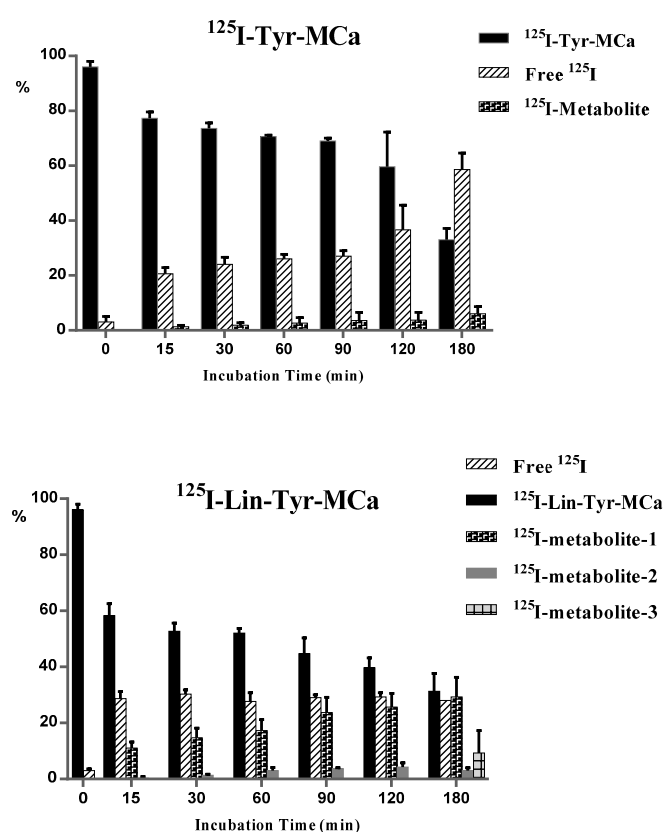 ¹²⁵I-Tyr-MCa
¹²⁵I-Tyr-MCa
Free ¹²⁵I
¹²⁵I-Metabolite
%
100
80
60
40
20
0
0 15 30 60 90 120 180
Incubation Time (min)
¹²⁵I-Lin-Tyr-MCa
Free ¹²⁵I
¹²⁵I-Lin-Tyr-MCa
¹²⁵I-metabolite-1
¹²⁵I-metabolite-2
¹²⁵I-metabolite-3
%
100
80
60
40
20
0
0 15 30 60 90 120 180
Incubation Time (min)